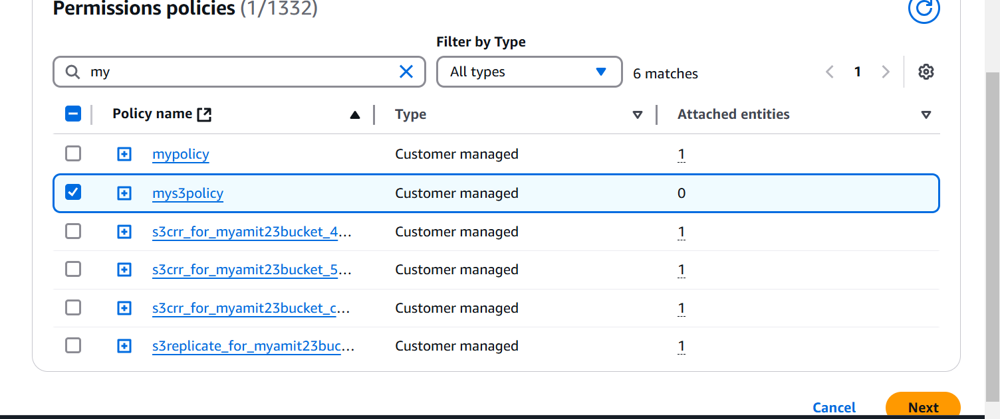 Permissions policies (1/1332)
Filter by Type
my All types 6 matches 1
Policy name Type Attached entities
mypolicy Customer managed 1
mys3policy Customer managed 0
s3crr_for_myamit23bucket_4... Customer managed 1
s3crr_for_myamit23bucket_5... Customer managed 1
s3crr_for_myamit23bucket_c... Customer managed 1
s3replicate_for_myamit23buc... Customer managed 1
Cancel Next